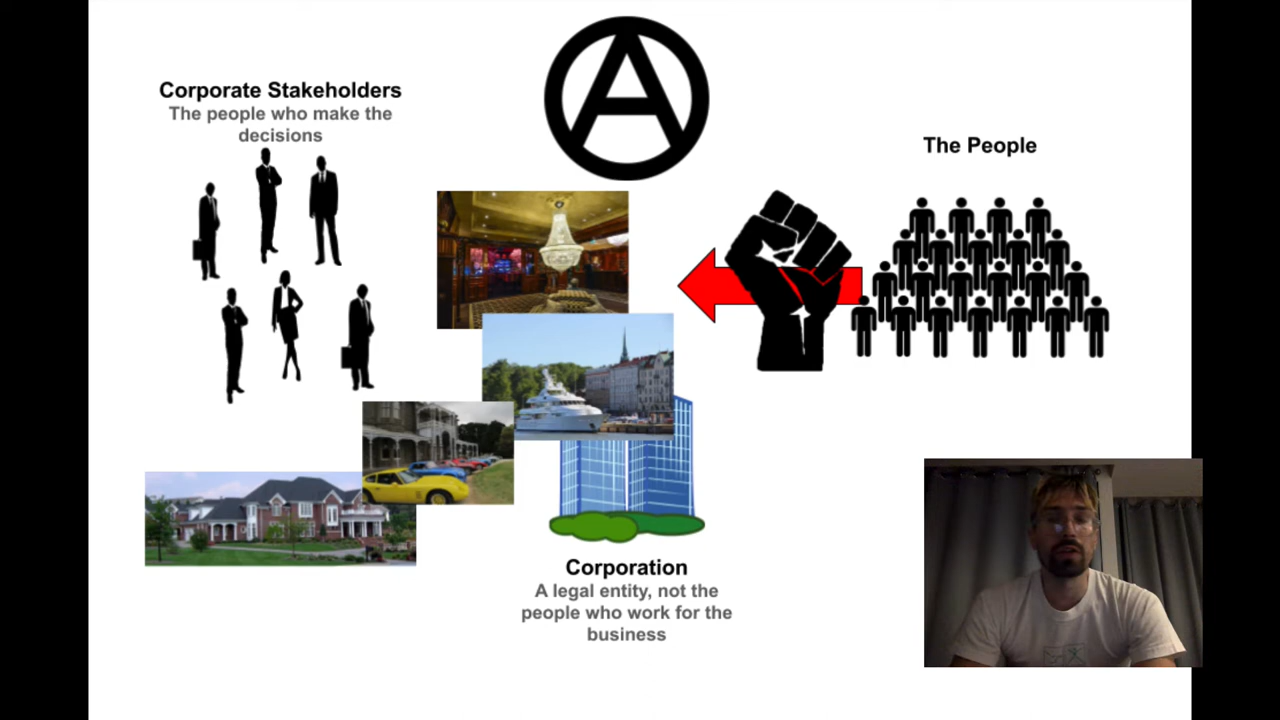 Corporate Stakeholders
The people who make the
decisions
The People
Corporation
A legal entity, not the
people who work for the
business